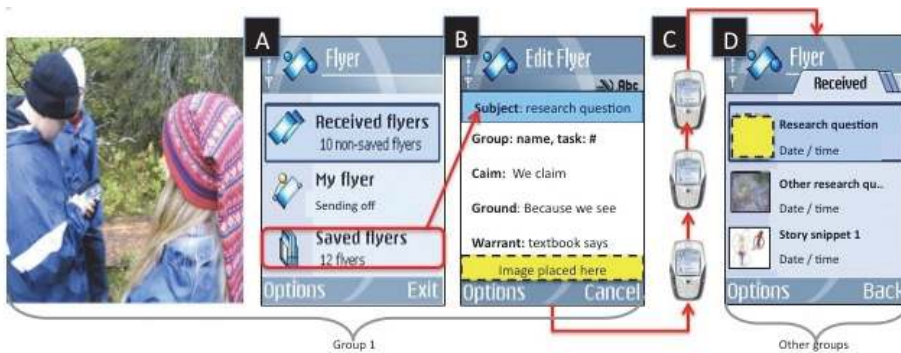 A
Flyer
Received flyers
10 non-saved flyers
My flyer
Sending off
Saved flyers
12 flyers
Options Exit
B
Edit Flyer
Abc
Subject: research question
Group: name, task: #
Caim: We claim
Ground: Because we see
Warrant: textbook says
Image placed here
Options Cancel
C
D
Flyer
Received
Research question
Date / time
Other research qu..
Date / time
Story snippet 1
Date / time
Options Back
Group 1
Other groups